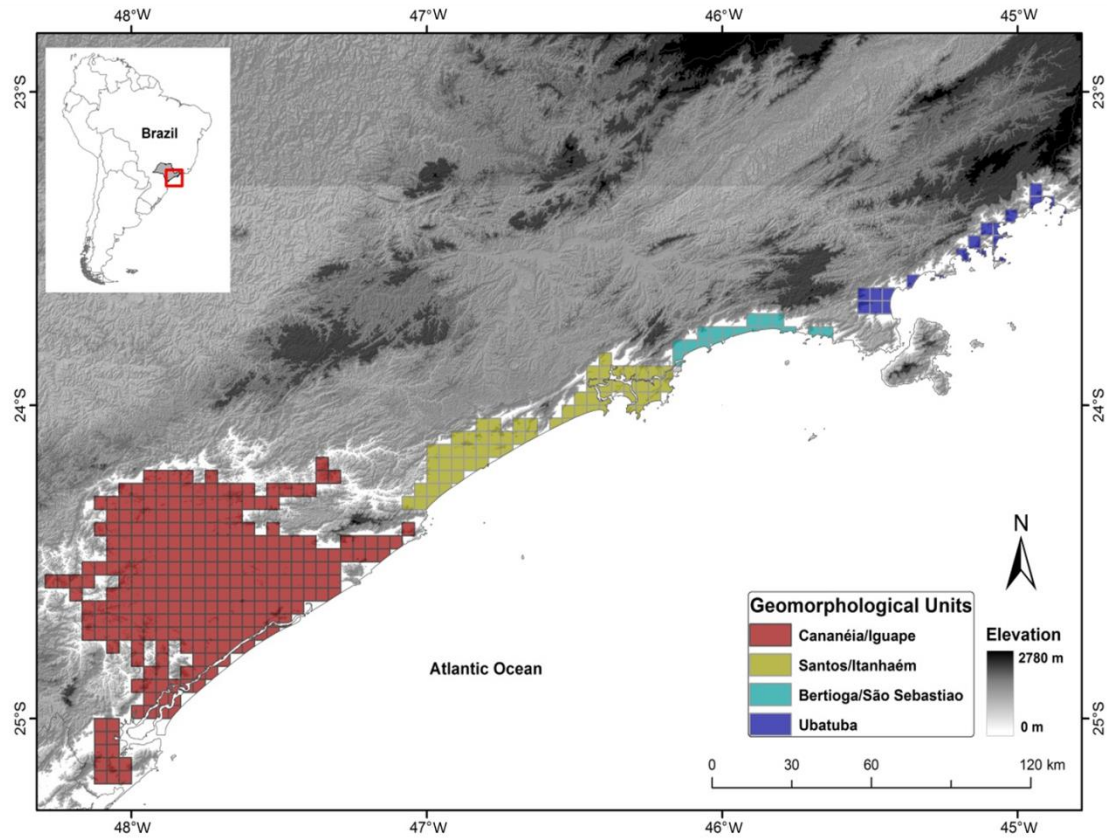 48°W 47°W 46°W 45°W
23°S 23°S
Brazil
24°S 24°S
N
Geomorphological Units
Cananéia/Iguape
Santos/Itanhaém
Bertioga/São Sebastiao
Ubatuba
Elevation
2780 m
0 m
Atlantic Ocean
25°S 25°S
0 30 60 120 km
48°W 47°W 46°W 45°W